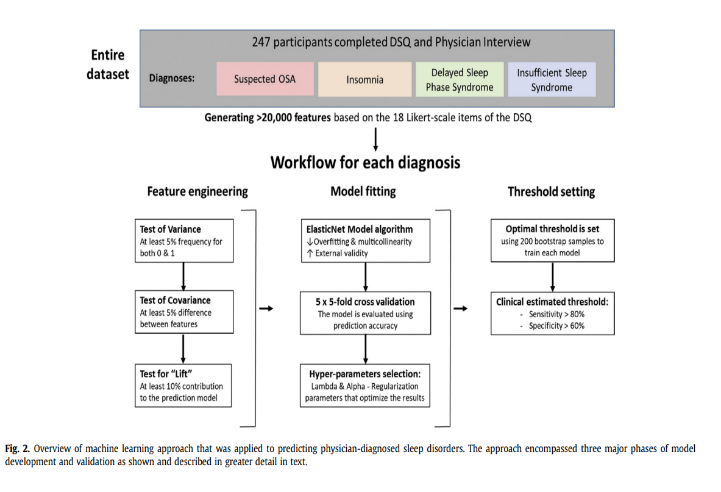 Entire
dataset
247 participants completed DSQ and Physician Interview
Diagnoses:
Suspected OSA
Insomnia
Delayed Sleep
Phase Syndrome
Insufficient Sleep
Syndrome
Generating >20,000 features based on the 18 Likert-scale items of the DSQ
Workflow for each diagnosis
Feature engineering
Test of Variance
At least 5% frequency for
both 0 & 1
Test of Covariance
At least 5% difference
between features
Test for "Lift"
At least 10% contribution
to the prediction model
Model fitting
ElasticNet Model algorithm
↓Overfitting & multicollinearity
↑ External validity
5 x 5-fold cross validation
The model is evaluated using
prediction accuracy
Hyper-parameters selection:
Lambda & Alpha - Regularization
parameters that optimize the results
Threshold setting
Optimal threshold is set
using 200 bootstrap samples to
train each model
Clinical estimated threshold:
- Sensitivity > 80%
- Specificity > 60%
Fig. 2. Overview of machine learning approach that was applied to predicting physician-diagnosed sleep disorders. The approach encompassed three major phases of model
development and validation as shown and described in greater detail in text.